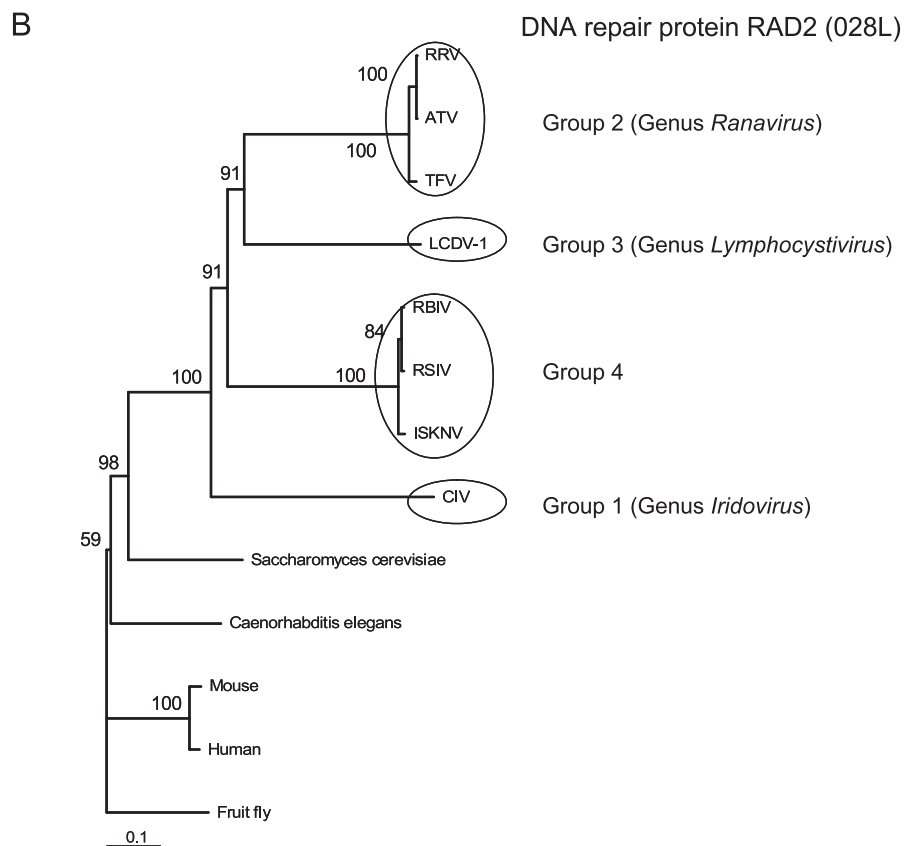 B
DNA repair protein RAD2 (028L)
RRV
100
ATV
Group 2 (Genus Ranavirus)
100
91
TFV
LCDV-1
Group 3 (Genus Lymphocystivirus)
91
RBIV
84
RSIV
Group 4
100
100
ISKNV
98
CIV
Group 1 (Genus Iridovirus)
59
Saccharomyces cerevisiae
Caenorhabditis elegans
Mouse
100
Human
Fruit fly
0.1